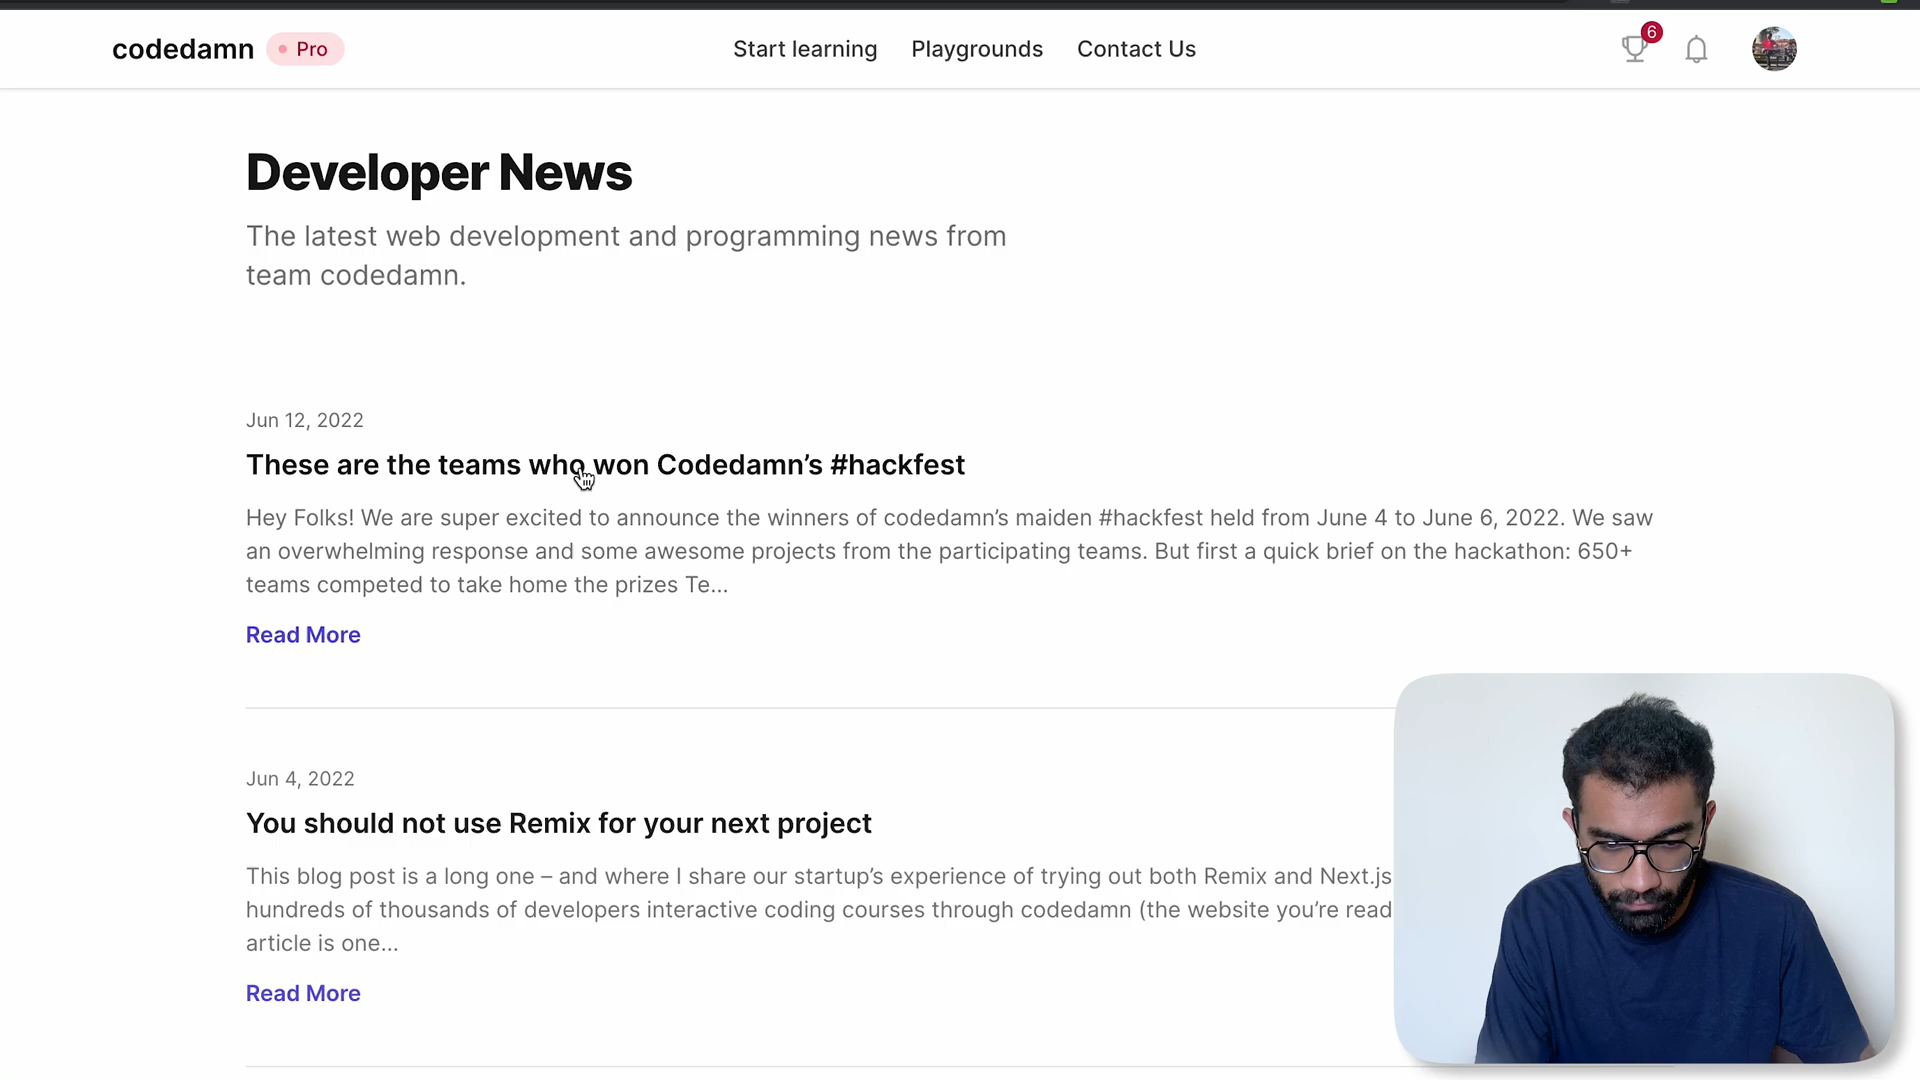 codedamn Pro Start learning Playgrounds Contact Us 6
Developer News
The latest web development and programming news from
team codedamn.
Jun 12, 2022
These are the teams who won Codedamn’s #hackfest
Hey Folks! We are super excited to announce the winners of codedamn’s maiden #hackfest held from June 4 to June 6, 2022. We saw
an overwhelming response and some awesome projects from the participating teams. But first a quick brief on the hackathon: 650+
teams competed to take home the prizes Te...
Read More
Jun 4, 2022
You should not use Remix for your next project
This blog post is a long one – and where I share our startup’s experience of trying out both Remix and Next.js
hundreds of thousands of developers interactive coding courses through codedamn (the website you’re read
article is one...
Read More